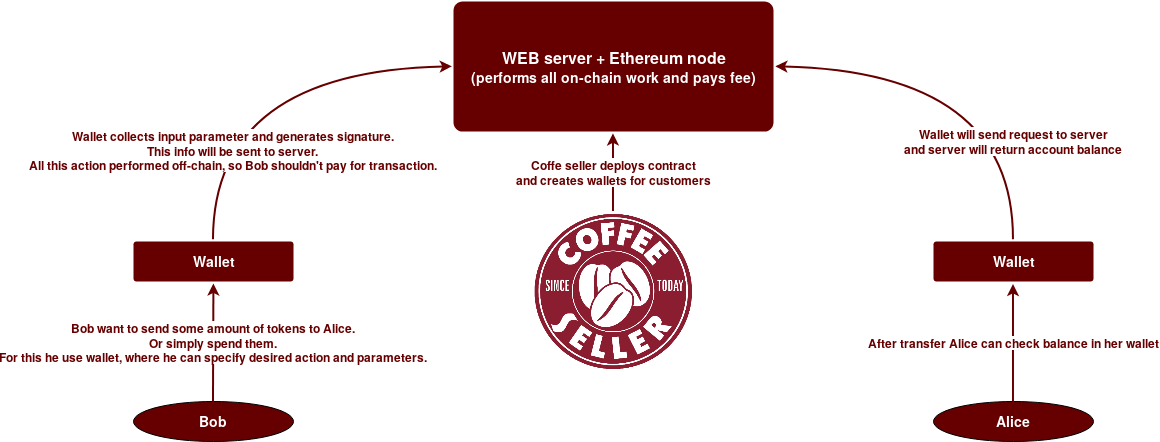 WEB server + Ethereum node
(performs all on-chain work and pays fee)
Wallet collects input parameter and generates signature.
This info will be sent to server.
All this action performed off-chain, so Bob shouldn't pay for transaction.
Coffe seller deploys contract
and creates wallets for customers
Wallet will send request to server
and server will return account balance
COFFEE
SINCE TODAY
SELLER
Wallet
Wallet
Bob want to send some amount of tokens to Alice.
Or simply spend them.
For this he use wallet, where he can specify desired action and parameters.
After transfer Alice can check balance in her wallet
Bob
Alice